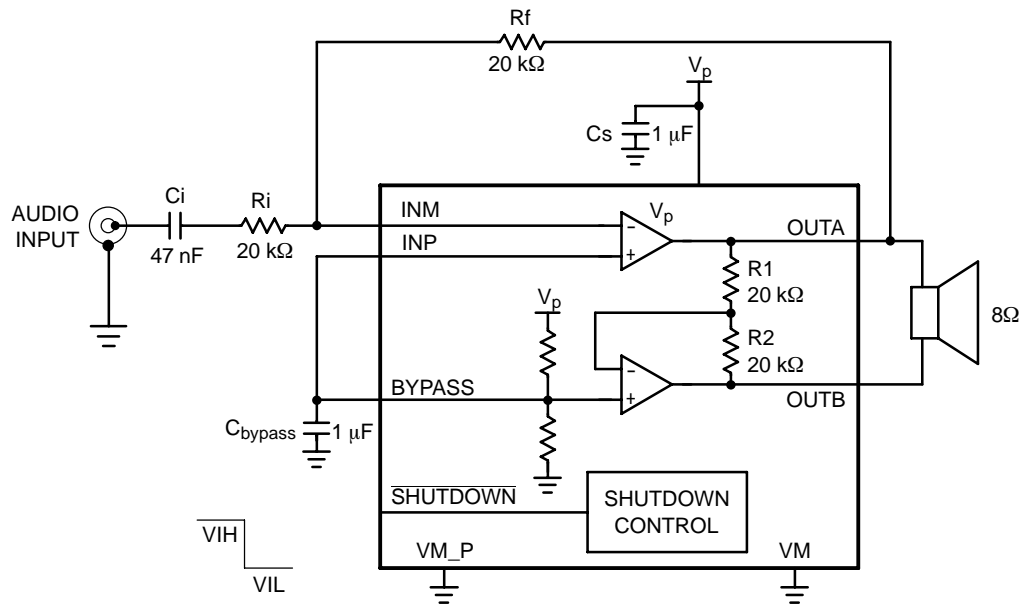 Rf
20 kΩ
Vp
Cs
1 μF
AUDIO
INPUT
Ci
47 nF
Ri
20 kΩ
INM
INP
Vp
OUTA
R1
20 kΩ
Vp
R2
20 kΩ
8Ω
BYPASS
OUTB
Cbypass
1 μF
SHUTDOWN
SHUTDOWN
CONTROL
VIH
VIL
VM_P
VM